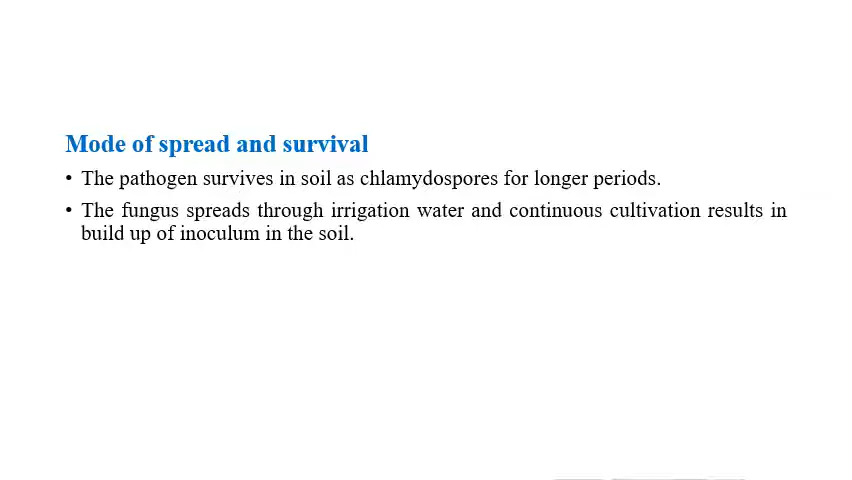 Mode of spread and survival
• The pathogen survives in soil as chlamydospores for longer periods.
• The fungus spreads through irrigation water and continuous cultivation results in
build up of inoculum in the soil.